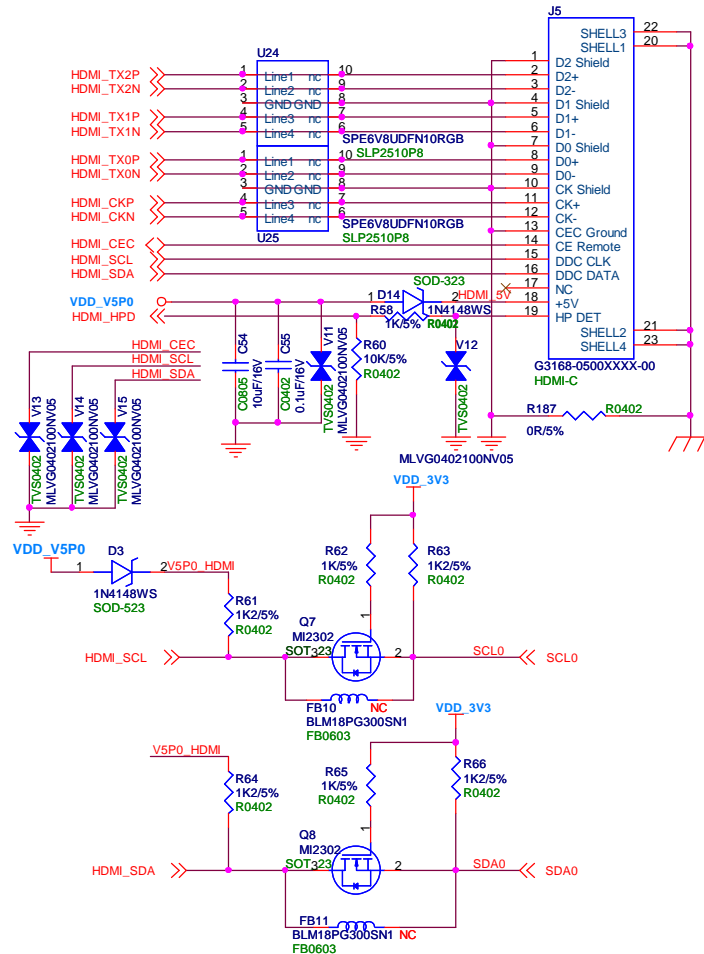 J5
U24
SHELL3 22
SHELL1 20
1 D2 Shield
HDMI_TX2P 1 Line1 nc 10 2 D2+
HDMI_TX2N 2 Line2 nc 9 3 D2-
3 GND GND 8 4 D1 Shield
HDMI_TX1P 4 Line3 nc 7 5 D1+
HDMI_TX1N 5 Line4 nc 6 6 D1-
SPE6V8UDFN10RGB
7 D0 Shield
SLP2510P8
HDMI_TX0P 1 Line1 nc 10 8 D0+
HDMI_TX0N 2 Line2 nc 9 9 D0-
3 GND GND 8 10 CK Shield
HDMI_CKP 4 Line3 nc 7 11 CK+
HDMI_CKN 5 Line4 nc 6 12 CK-
SPE6V8UDFN10RGB
U25
SLP2510P8
13 CEC Ground
HDMI_CEC 14 CE Remote
HDMI_SCL 15 DDC CLK
HDMI_SDA 16 DDC DATA
SOD-323
17 NC
D14
VDD_V5P0 1 2 HDMI_5V 18 +5V
R58 1N4148WS
HDMI_HPD 1K/5% R0402 19 HP DET
SHELL2 21
SHELL4 23
G3168-0500XXXX-00
HDMI-C
C54
10uF/16V
C0805
C55
0.1uF/16V
C0402
V11
MLVG0402100NV05
TVS0402
R60
10K/5%
R0402
V12
TVS0402
MLVG0402100NV05
R187 R0402
0R/5%
HDMI_CEC
HDMI_SCL
HDMI_SDA
V13
MLVG0402100NV05
TVS0402
V14
MLVG0402100NV05
TVS0402
V15
MLVG0402100NV05
TVS0402
VDD_3V3
VDD_V5P0
D3
1 2 V5P0_HDMI
1N4148WS
SOD-523
R61
1K2/5%
R0402
R62
1K/5%
R0402
R63
1K2/5%
R0402
1
Q7
MI2302
SOT323
HDMI_SCL 3 2 SCL0 SCL0
FB10 NC
BLM18PG300SN1
FB0603
VDD_3V3
V5P0_HDMI
R64
1K2/5%
R0402
R65
1K/5%
R0402
R66
1K2/5%
R0402
1
Q8
MI2302
SOT323
HDMI_SDA 3 2 SDA0 SDA0
FB11
BLM18PG300SN1 NC
FB0603